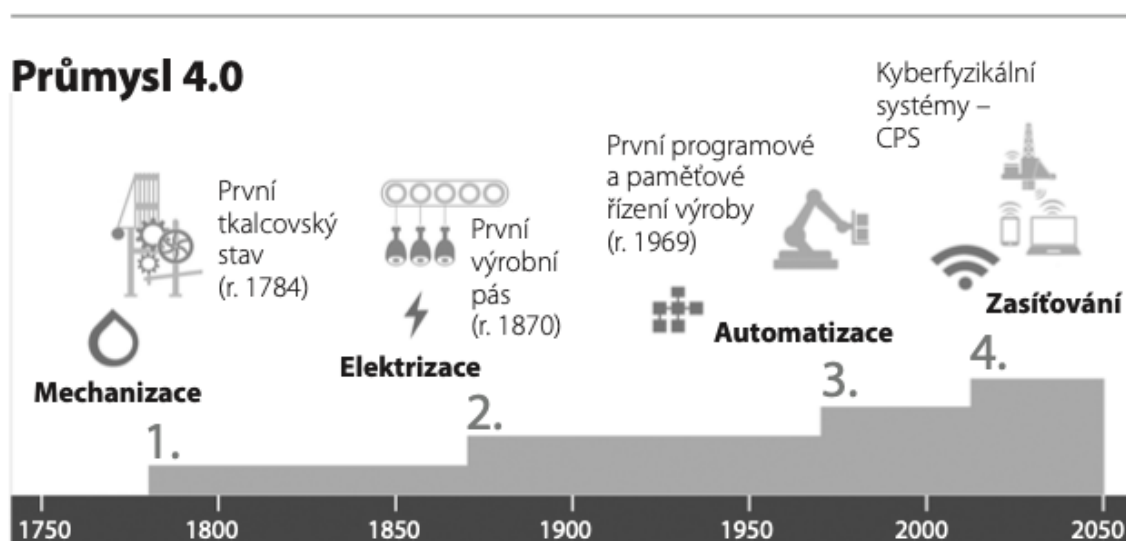 Průmysl 4.0
První
tkalcovský
stav
(r. 1784)
Mechanizace
1.
První
výrobní
pás
(r. 1870)
Elektrizace
2.
První programové
a paměťové
řízení výroby
(r. 1969)
Automatizace
3.
Kyberfyzikální
systémy –
CPS
Zasíťování
4.
1750 1800 1850 1900 1950 2000 2050